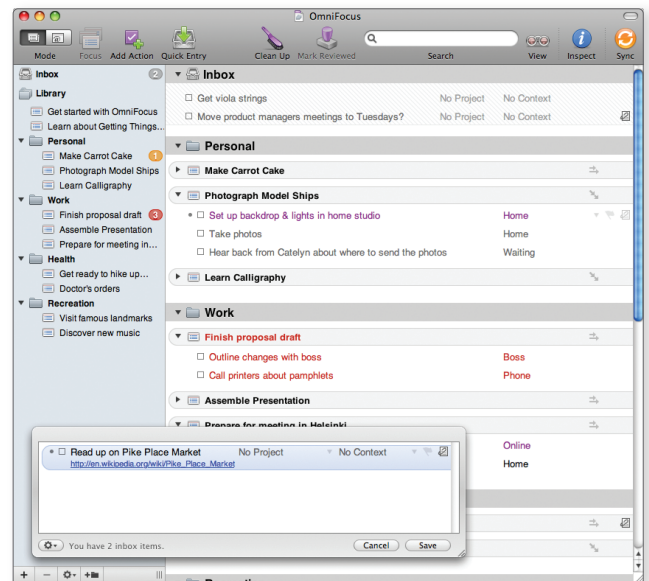 OmniFocus
Mode Focus Add Action Quick Entry Clean Up Mark Reviewed Search View Inspect Sync
Inbox 2
Library
Get started with OmniFocus
Learn about Getting Things...
Personal
Make Carrot Cake 1
Photograph Model Ships
Learn Calligraphy
Work
Finish proposal draft 3
Assemble Presentation
Prepare for meeting in...
Health
Get ready to hike up...
Doctor's orders
Recreation
Visit famous landmarks
Discover new music
Inbox
Get viola strings No Project No Context
Move product managers meetings to Tuesdays? No Project No Context
Personal
Make Carrot Cake
Photograph Model Ships
Set up backdrop & lights in home studio Home
Take photos Home
Hear back from Catelyn about where to send the photos Waiting
Learn Calligraphy
Work
Finish proposal draft
Outline changes with boss Boss
Call printers about pamphlets Phone
Assemble Presentation
Prepare for meeting in Helsinki
Online
Home
Read up on Pike Place Market No Project No Context
http://en.wikipedia.org/wiki/Pike_Place_Market
You have 2 inbox items. Cancel Save